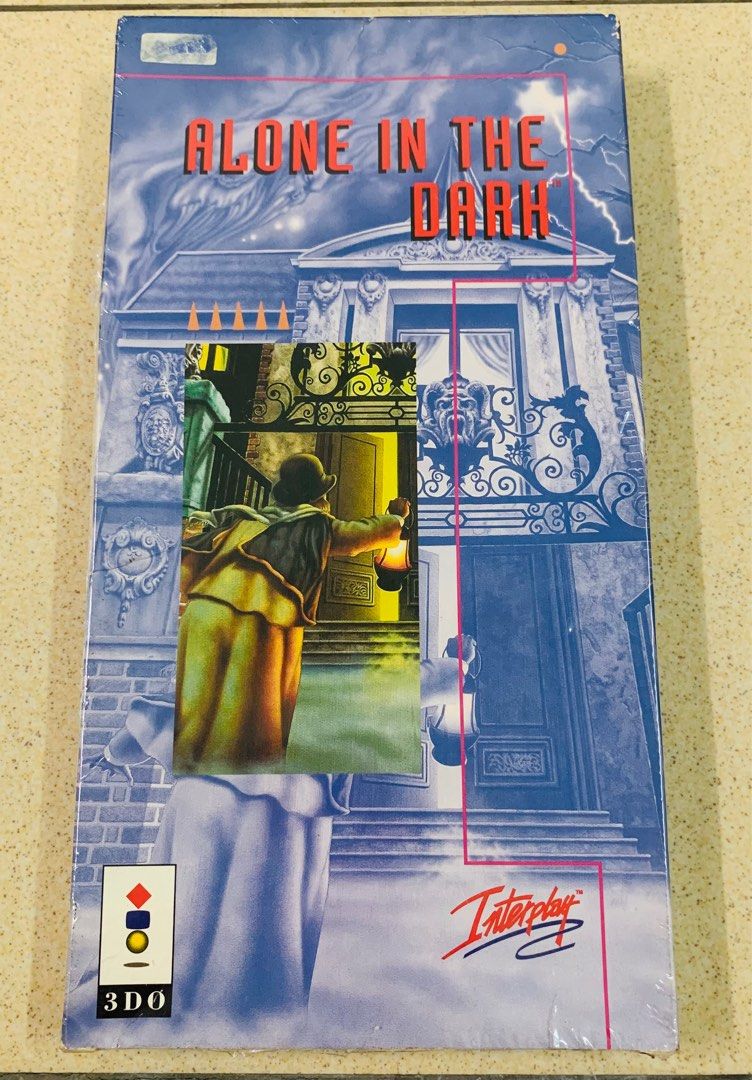 ALONE IN THE
DARK™
Interplay™
3DO